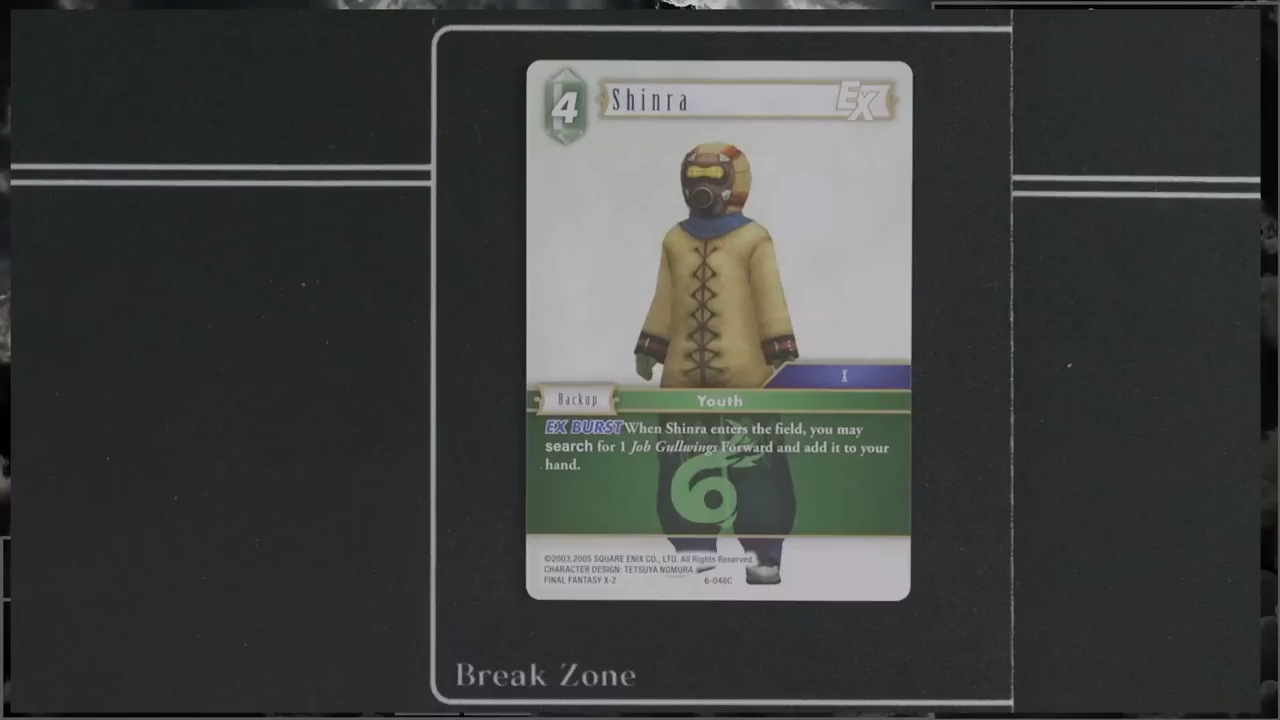 4
Shinra
EX
X
Backup
Youth
EX BURST When Shinra enters the field, you may
search for 1 Job Gullwings Forward and add it to your
hand.
6
©2003,2005 SQUARE ENIX CO., LTD. All Rights Reserved.
CHARACTER DESIGN: TETSUYA NOMURA
FINAL FANTASY X-2
6-048C
Break Zone